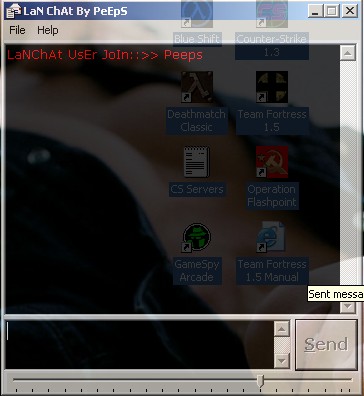 LaN ChAt By PeEpS
File Help
LaNChAt UsEr JoIn::>> Peeps
Blue Shift
Counter-Strike 1.3
Deathmatch Classic
Team Fortress 1.5
CS Servers
Operation Flashpoint
GameSpy Arcade
Team Fortress 1.5 Manual
Sent messa
Send